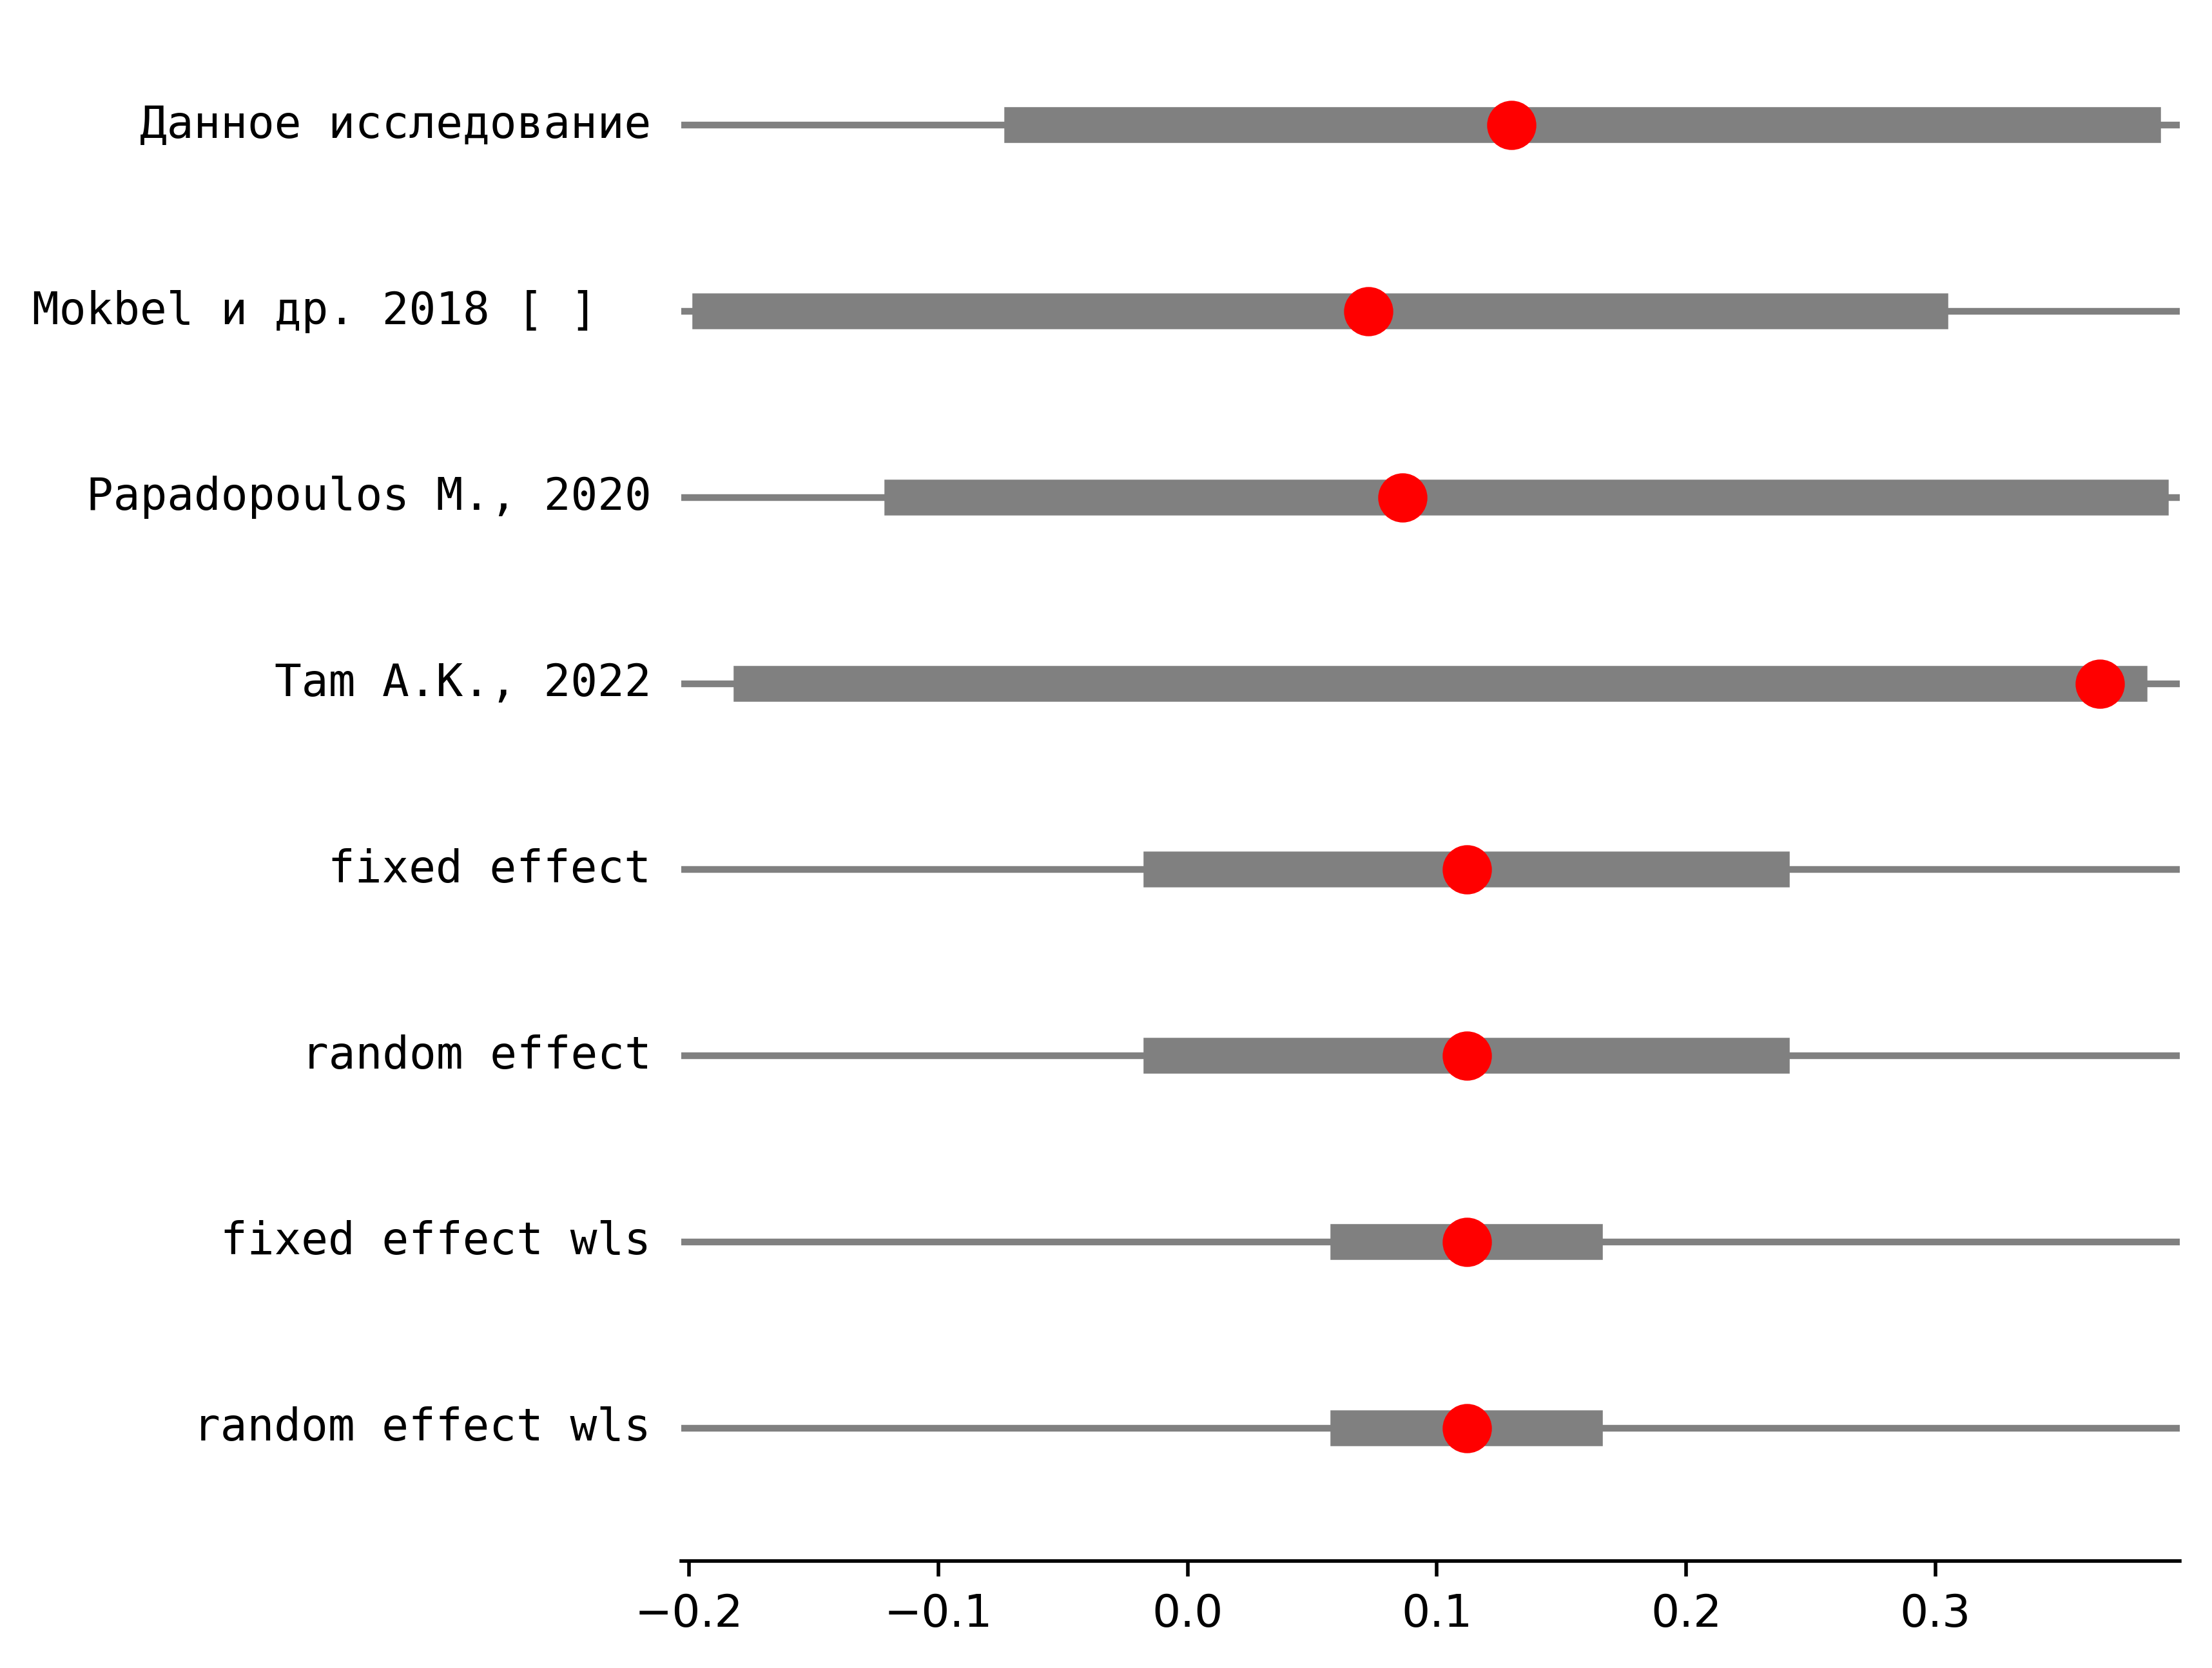 Данное исследование
Mokbel и др. 2018 [ ]
Papadopoulos M., 2020
Tam A.K., 2022
fixed effect
random effect
fixed effect wls
random effect wls
−0.2 −0.1 0.0 0.1 0.2 0.3